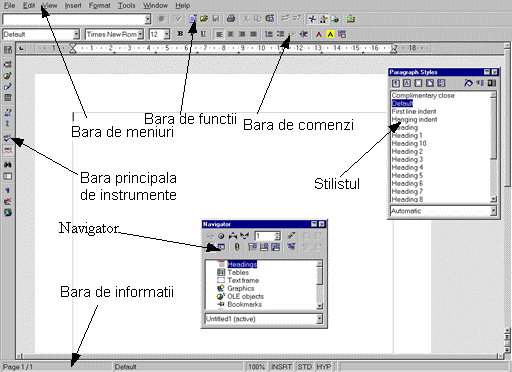 File Edit View Insert Format Tools Window Help
Default Times New Rom 12 B U
Paragraph Styles
Complimentary close
Default
First line indent
Hanging indent
Heading
Heading 1
Heading 10
Heading 2
Heading 3
Heading 4
Heading 5
Heading 6
Heading 7
Heading 8
Automatic
Bara de meniuri
Bara de functii
Bara de comenzi
Bara principala
de instrumente
Stilistul
Navigator
Navigator
1
Headings
Tables
Text frame
Graphics
OLE objects
Bookmarks
Untitled1 (active)
Bara de informatii
Page 1 / 1 Default 100% INSRT STD HYP